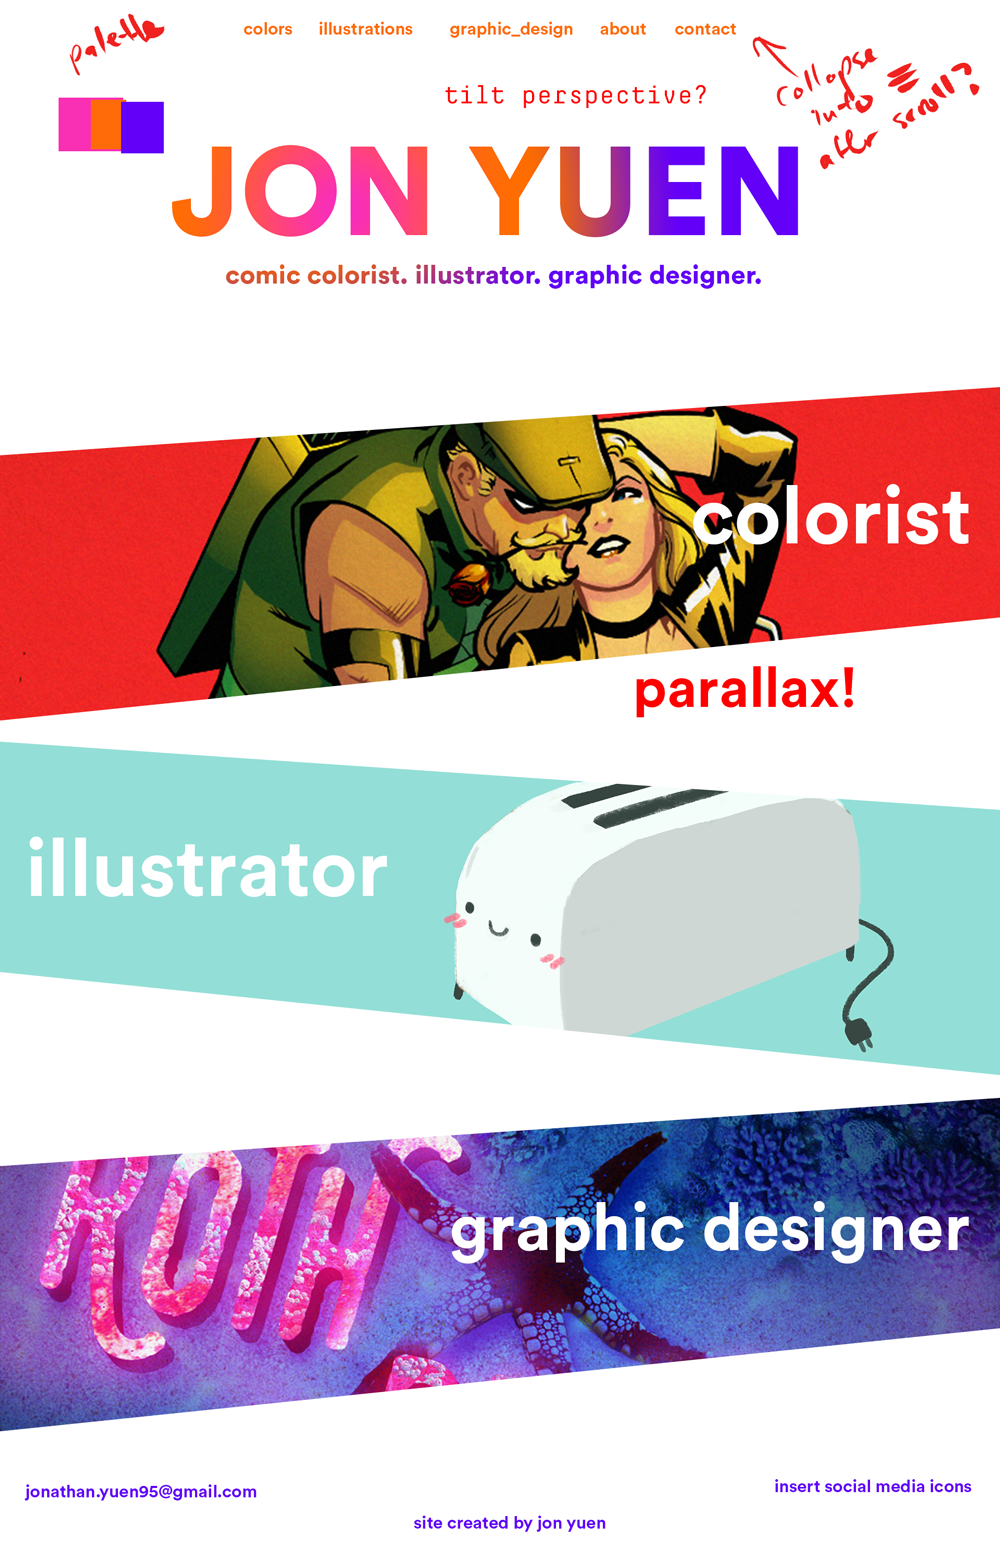 palette
colors illustrations graphic_design about contact
collapse
into
after scroll?
tilt perspective?
JON YUEN
comic colorist. illustrator. graphic designer.
colorist
parallax!
illustrator
ROTH
graphic designer
jonathan.yuen95@gmail.com
insert social media icons
site created by jon yuen